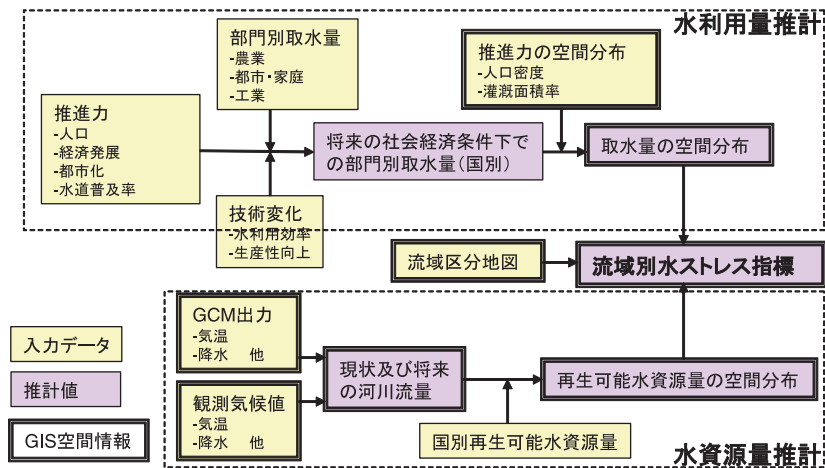 水利用量推計
部門別取水量
-農業
-都市・家庭
-工業
推進力の空間分布
-人口密度
-灌漑面積率
推進力
-人口
-経済発展
-都市化
-水道普及率
将来の社会経済条件下で
の部門別取水量(国別)
取水量の空間分布
技術変化
-水利用効率
-生産性向上
流域区分地図
流域別水ストレス指標
GCM出力
-気温
-降水 他
現状及び将来
の河川流量
再生可能水資源量の空間分布
観測気候値
-気温
-降水 他
国別再生可能水資源量
入力データ
推計値
GIS空間情報
水資源量推計